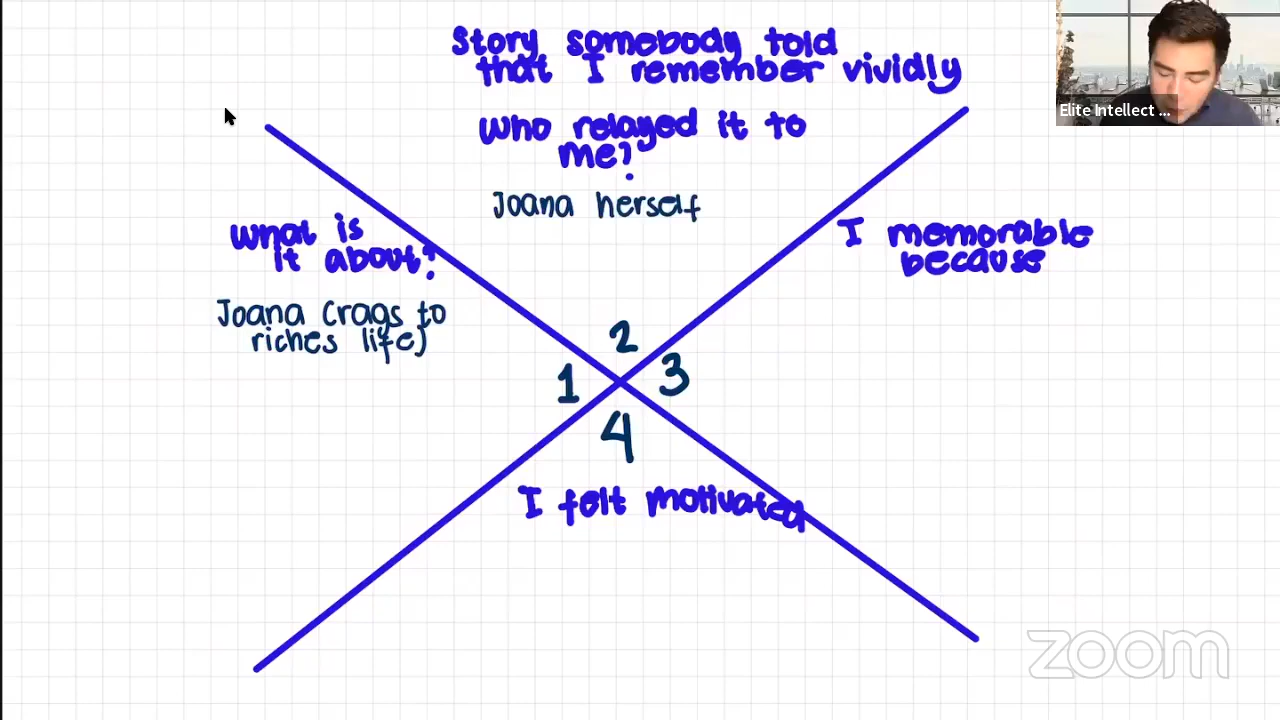 Story somebody told
that I remember vividly
Who relayed it to
me?
Joana herself
What is
it about?
Joana (rags to
riches life)
I memorable
because
2
1
3
4
I felt motivated
Elite Intellect ...
zoom